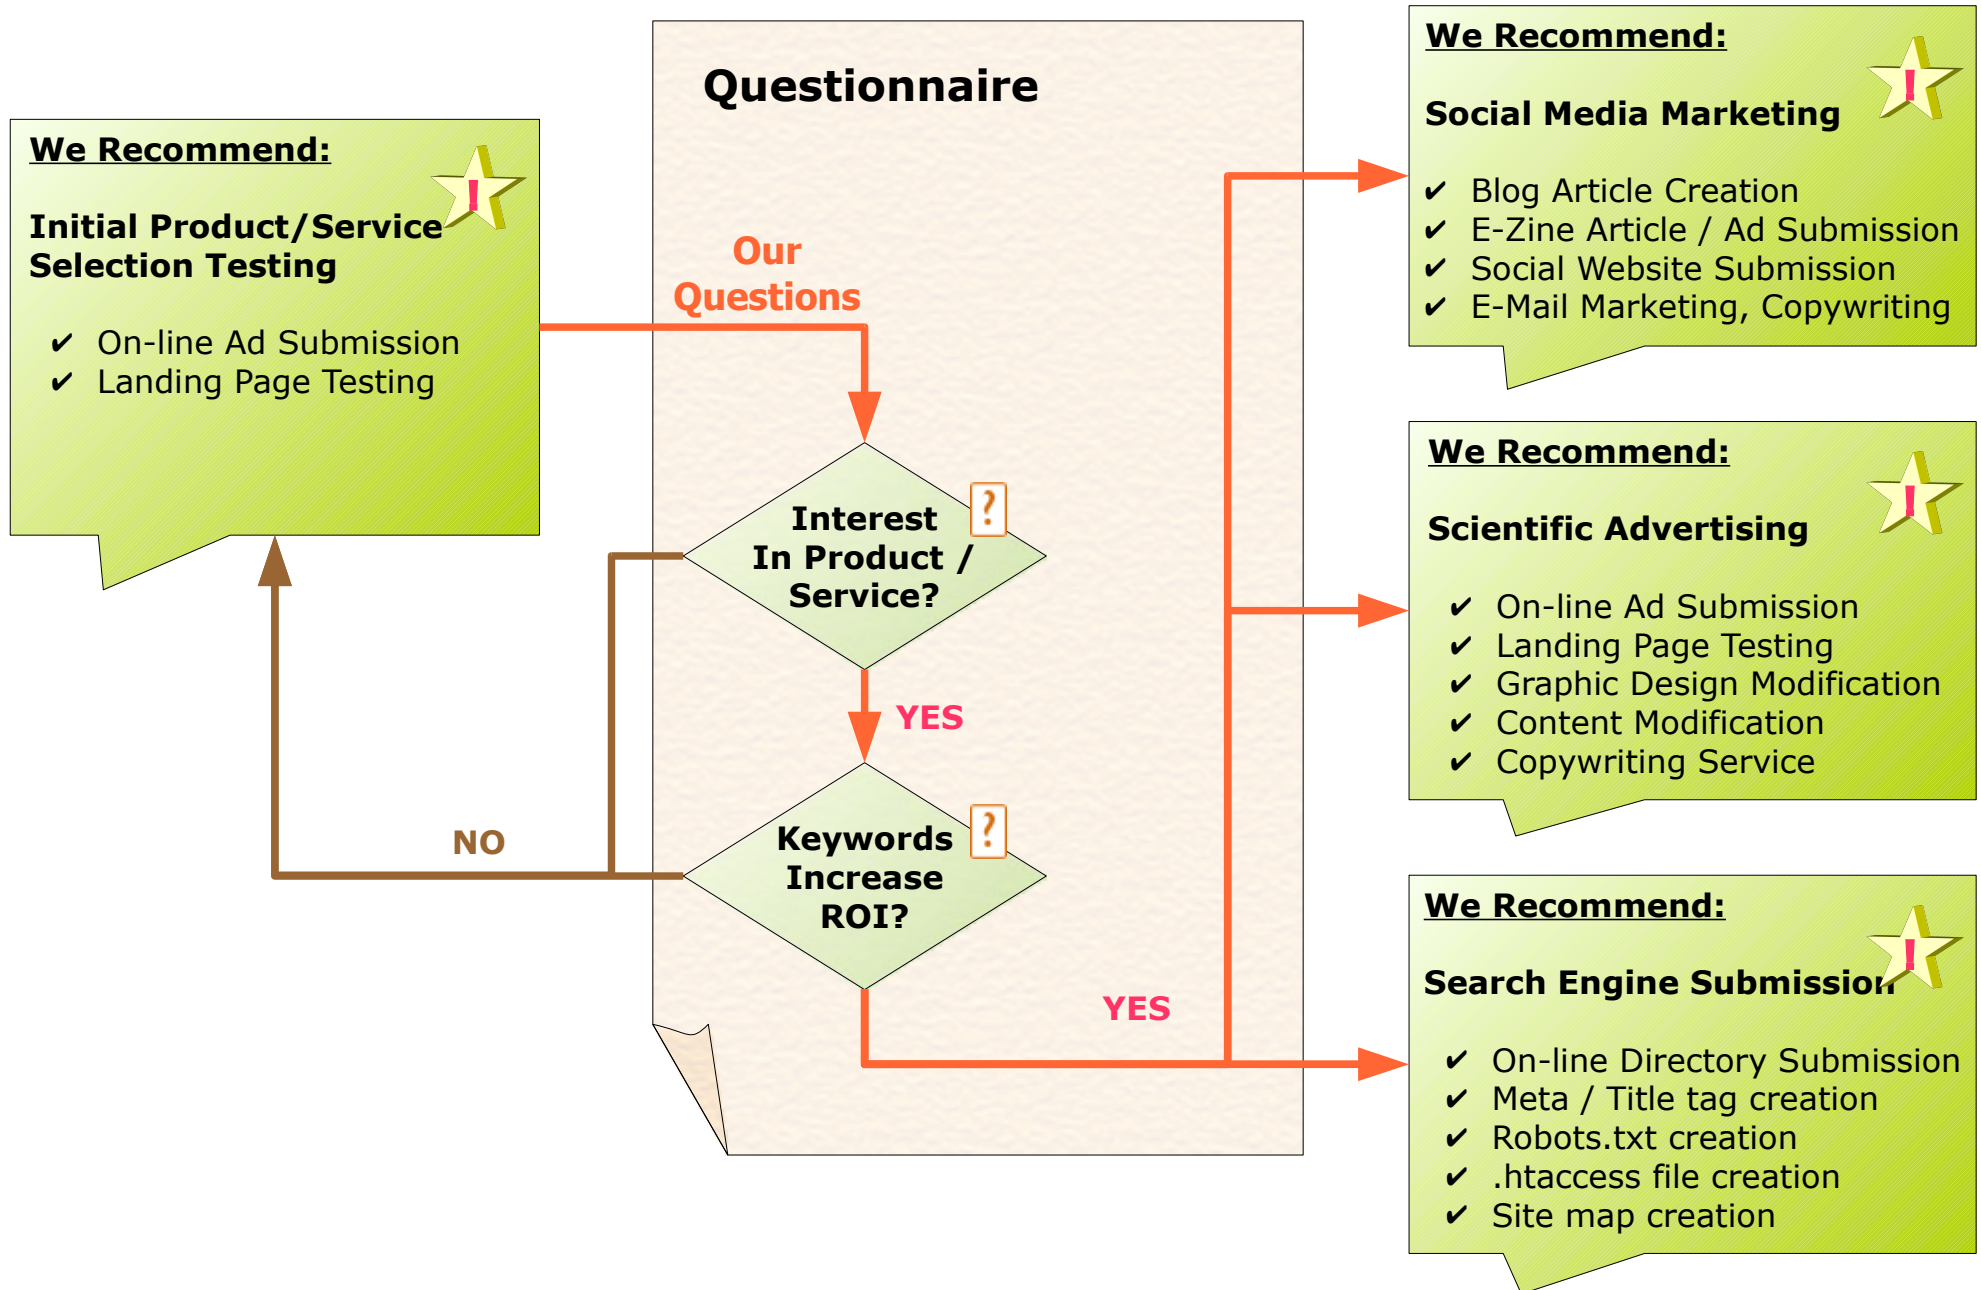 We Recommend:
Initial Product/Service
Selection Testing
✔ On-line Ad Submission
✔ Landing Page Testing
Questionnaire
Our
Questions
?
Interest
In Product /
Service?
YES
?
Keywords
Increase
ROI?
NO
YES
We Recommend:
!
Social Media Marketing
✔ Blog Article Creation
✔ E-Zine Article / Ad Submission
✔ Social Website Submission
✔ E-Mail Marketing, Copywriting
We Recommend:
!
Scientific Advertising
✔ On-line Ad Submission
✔ Landing Page Testing
✔ Graphic Design Modification
✔ Content Modification
✔ Copywriting Service
We Recommend:
!
Search Engine Submission
✔ On-line Directory Submission
✔ Meta / Title tag creation
✔ Robots.txt creation
✔ .htaccess file creation
✔ Site map creation
!